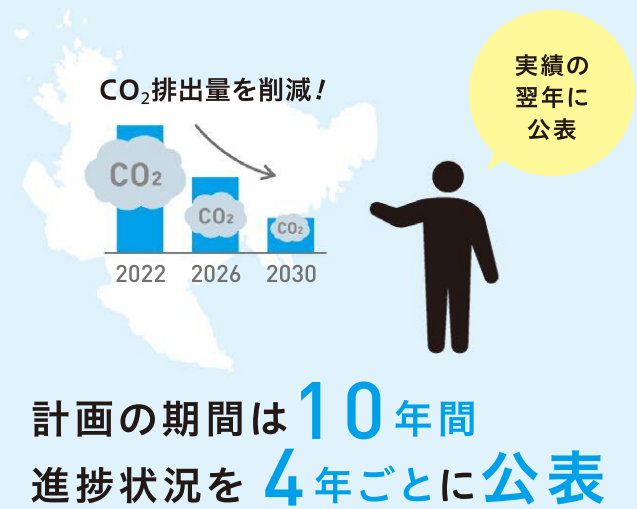 CO₂排出量を削減!
実績の
翌年に
公表
CO₂
CO₂
CO₂
2022 2026 2030
計画の期間は10年間
進捗状況を4年ごとに公表